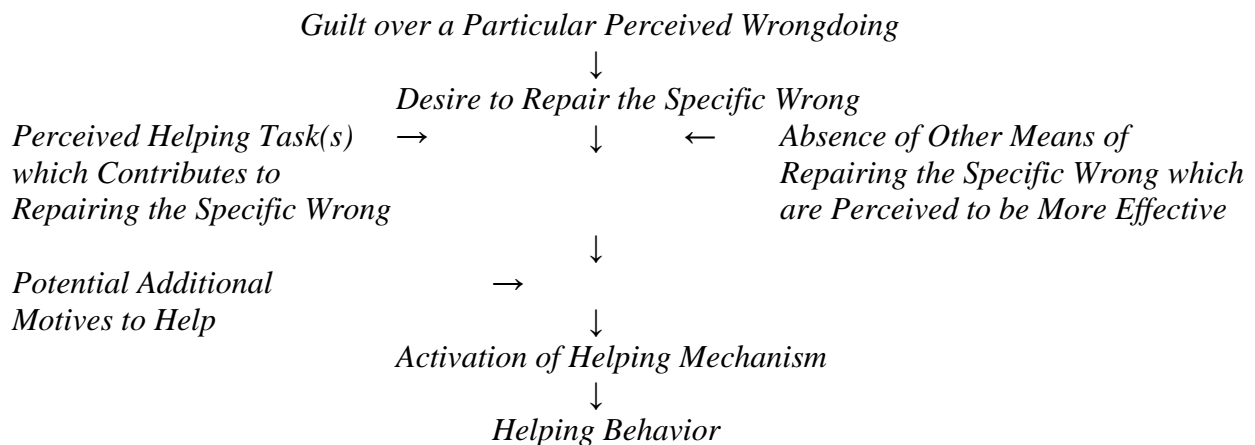 Guilt over a Particular Perceived Wrongdoing
↓
Desire to Repair the Specific Wrong
Perceived Helping Task(s) → ↓ ← Absence of Other Means of
which Contributes to Repairing the Specific Wrong which
Repairing the Specific Wrong are Perceived to be More Effective
↓
Potential Additional →
Motives to Help
↓
Activation of Helping Mechanism
↓
Helping Behavior